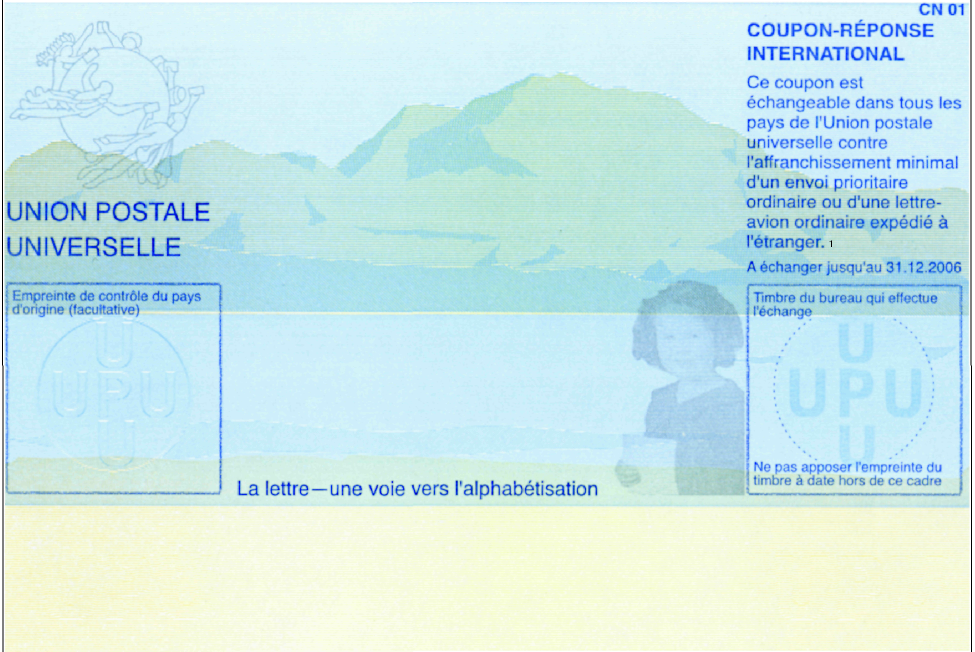 CN 01
COUPON-RÉPONSE
INTERNATIONAL
Ce coupon est
échangeable dans tous les
pays de l'Union postale
universelle contre
l'affranchissement minimal
d'un envoi prioritaire
ordinaire ou d'une lettre-
avion ordinaire expédié à
l'étranger. 1
A échanger jusqu'au 31.12.2006
UNION POSTALE
UNIVERSELLE
Empreinte de contrôle du pays
d'origine (facultative)
U
UPU
U
Timbre du bureau qui effectue
l'échange
U
UPU
U
Ne pas apposer l'empreinte du
timbre à date hors de ce cadre
La lettre—une voie vers l'alphabétisation